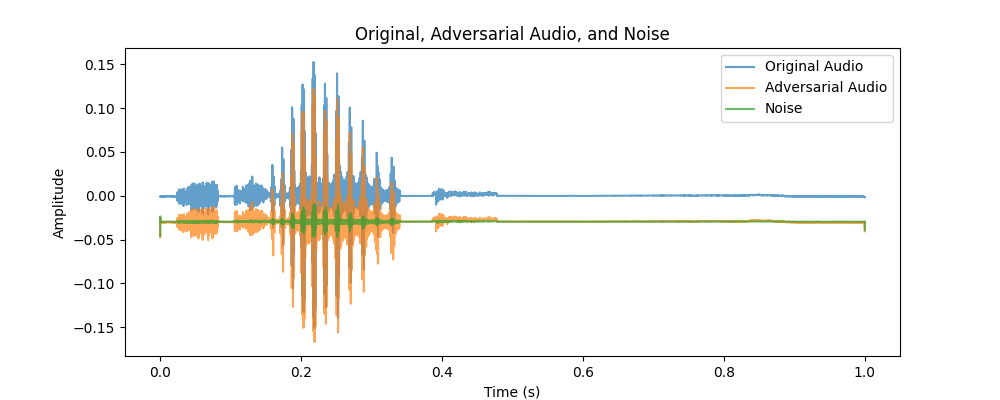 Original, Adversarial Audio, and Noise
Original Audio
Adversarial Audio
Noise
Amplitude
0.15
0.10
0.05
0.00
−0.05
−0.10
−0.15
0.0
0.2
0.4
0.6
0.8
1.0
Time (s)